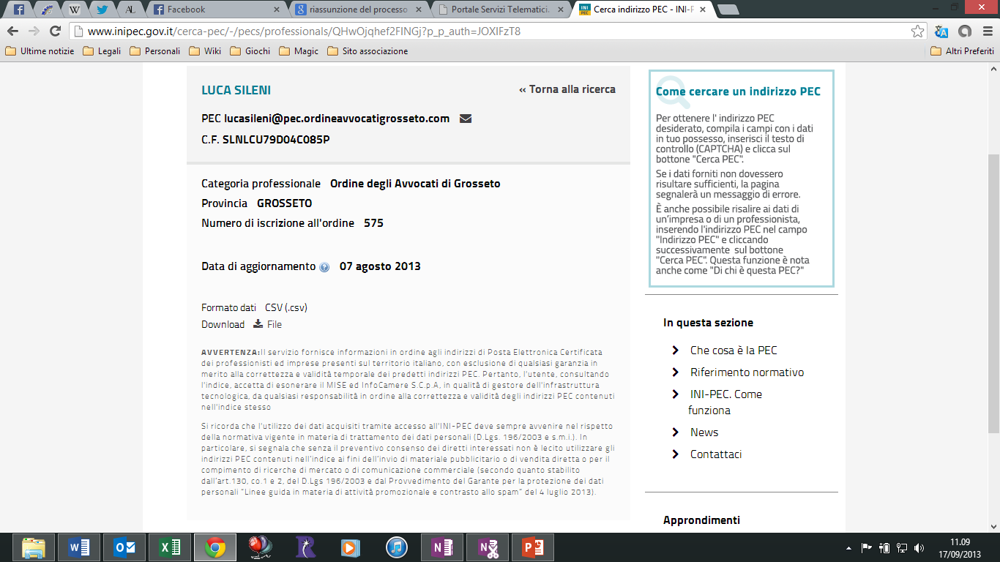 Facebook
riassunzione del processo
Portale Servizi Telematici.
Cerca indirizzo PEC - INI-P
www.inipec.gov.it/cerca-pec/-/pecs/professionals/QHwOjqhef2FINGj?p_p_auth=JOXIFzT8
Ultime notizie
Legali
Personali
Wiki
Giochi
Magic
Sito associazione
Altri Preferiti
LUCA SILENI
« Torna alla ricerca
PEC lucasileni@pec.ordineavvocatigrosseto.com
C.F. SLNLCU79D04C085P
Categoria professionale Ordine degli Avvocati di Grosseto
Provincia GROSSETO
Numero di iscrizione all'ordine 575
Data di aggiornamento 07 agosto 2013
Formato dati CSV (.csv)
Download File
AVVERTENZA:Il servizio fornisce informazioni in ordine agli indirizzi di Posta Elettronica Certificata
dei professionisti ed imprese presenti sul territorio italiano, con esclusione di qualsiasi garanzia in
merito alla correttezza e validità temporale dei predetti indirizzi PEC. Pertanto, l'utente, consultando
l'indice, accetta di esonerare il MISE ed InfoCamere S.C.p.A, in qualità di gestore dell'infrastruttura
tecnologica, da qualsiasi responsabilità in ordine alla correttezza e validità degli indirizzi PEC contenuti
nell'indice stesso
Si ricorda che l'utilizzo dei dati acquisiti tramite accesso all'INI-PEC deve sempre avvenire nel rispetto
della normativa vigente in materia di trattamento dei dati personali (D.Lgs. 196/2003 e s.m.i.). In
particolare, si segnala che senza il preventivo consenso dei diretti interessati non è lecito utilizzare gli
indirizzi PEC contenuti nell'indice ai fini dell'invio di materiale pubblicitario o di vendita diretta o per il
compimento di ricerche di mercato o di comunicazione commerciale (secondo quanto stabilito
dall'art.130, co.1 e 2, del D.Lgs 196/2003 e dal Provvedimento del Garante per la protezione dei dati
personali "Linee guida in materia di attività promozionale e contrasto allo spam" del 4 luglio 2013).
Come cercare un indirizzo PEC
Per ottenere l' indirizzo PEC
desiderato, compila i campi con i dati
in tuo possesso, inserisci il testo di
controllo (CAPTCHA) e clicca sul
bottone "Cerca PEC".
Se i dati forniti non dovessero
risultare sufficienti, la pagina
segnalerà un messaggio di errore.
È anche possibile risalire ai dati di
un'impresa o di un professionista,
inserendo l'indirizzo PEC nel campo
"Indirizzo PEC" e cliccando
successivamente sul bottone
"Cerca PEC". Questa funzione è nota
anche come "Di chi è questa PEC?"
In questa sezione
Che cosa è la PEC
Riferimento normativo
INI-PEC. Come
funziona
News
Contattaci
Approndimenti
11.09
17/09/2013